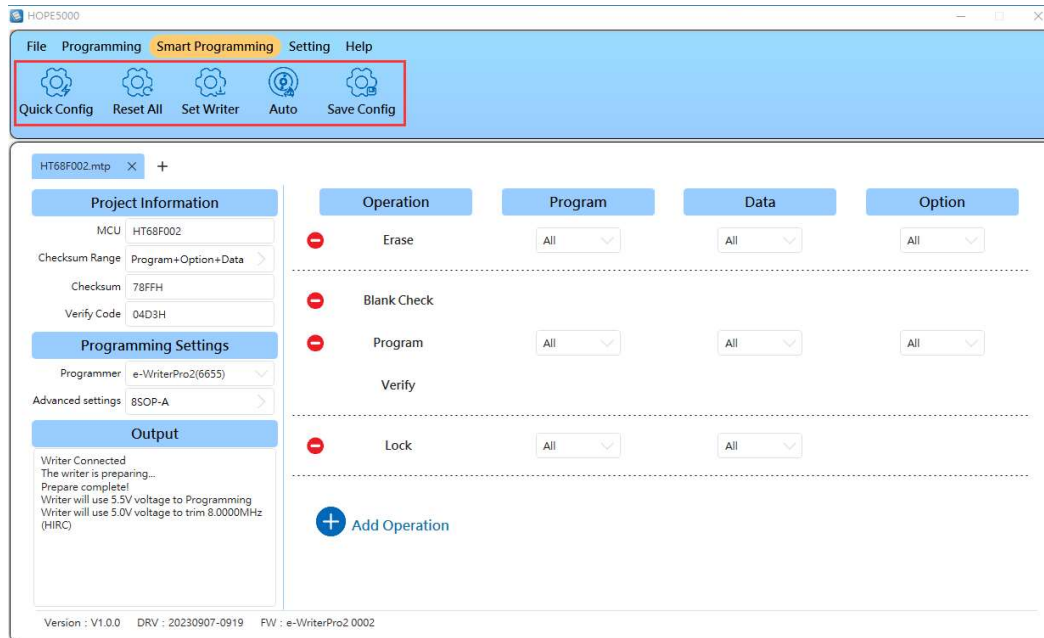 HOPE5000
File Programming Smart Programming Setting Help
Quick Config Reset All Set Writer Auto Save Config
HT68F002.mtp
Project Information
MCU HT68F002
Checksum Range Program+Option+Data
Checksum 78FFH
Verify Code 04D3H
Programming Settings
Programmer e-WriterPro2(6655)
Advanced settings 8SOP-A
Output
Writer Connected
The writer is preparing...
Prepare complete!
Writer will use 5.5V voltage to Programming
Writer will use 5.0V voltage to trim 8.0000MHz
(HIRC)
Operation Program Data Option
Erase All All All
Blank Check
Program All All All
Verify
Lock All All
Add Operation
Version : V1.0.0 DRV : 20230907-0919 FW : e-WriterPro2 0002